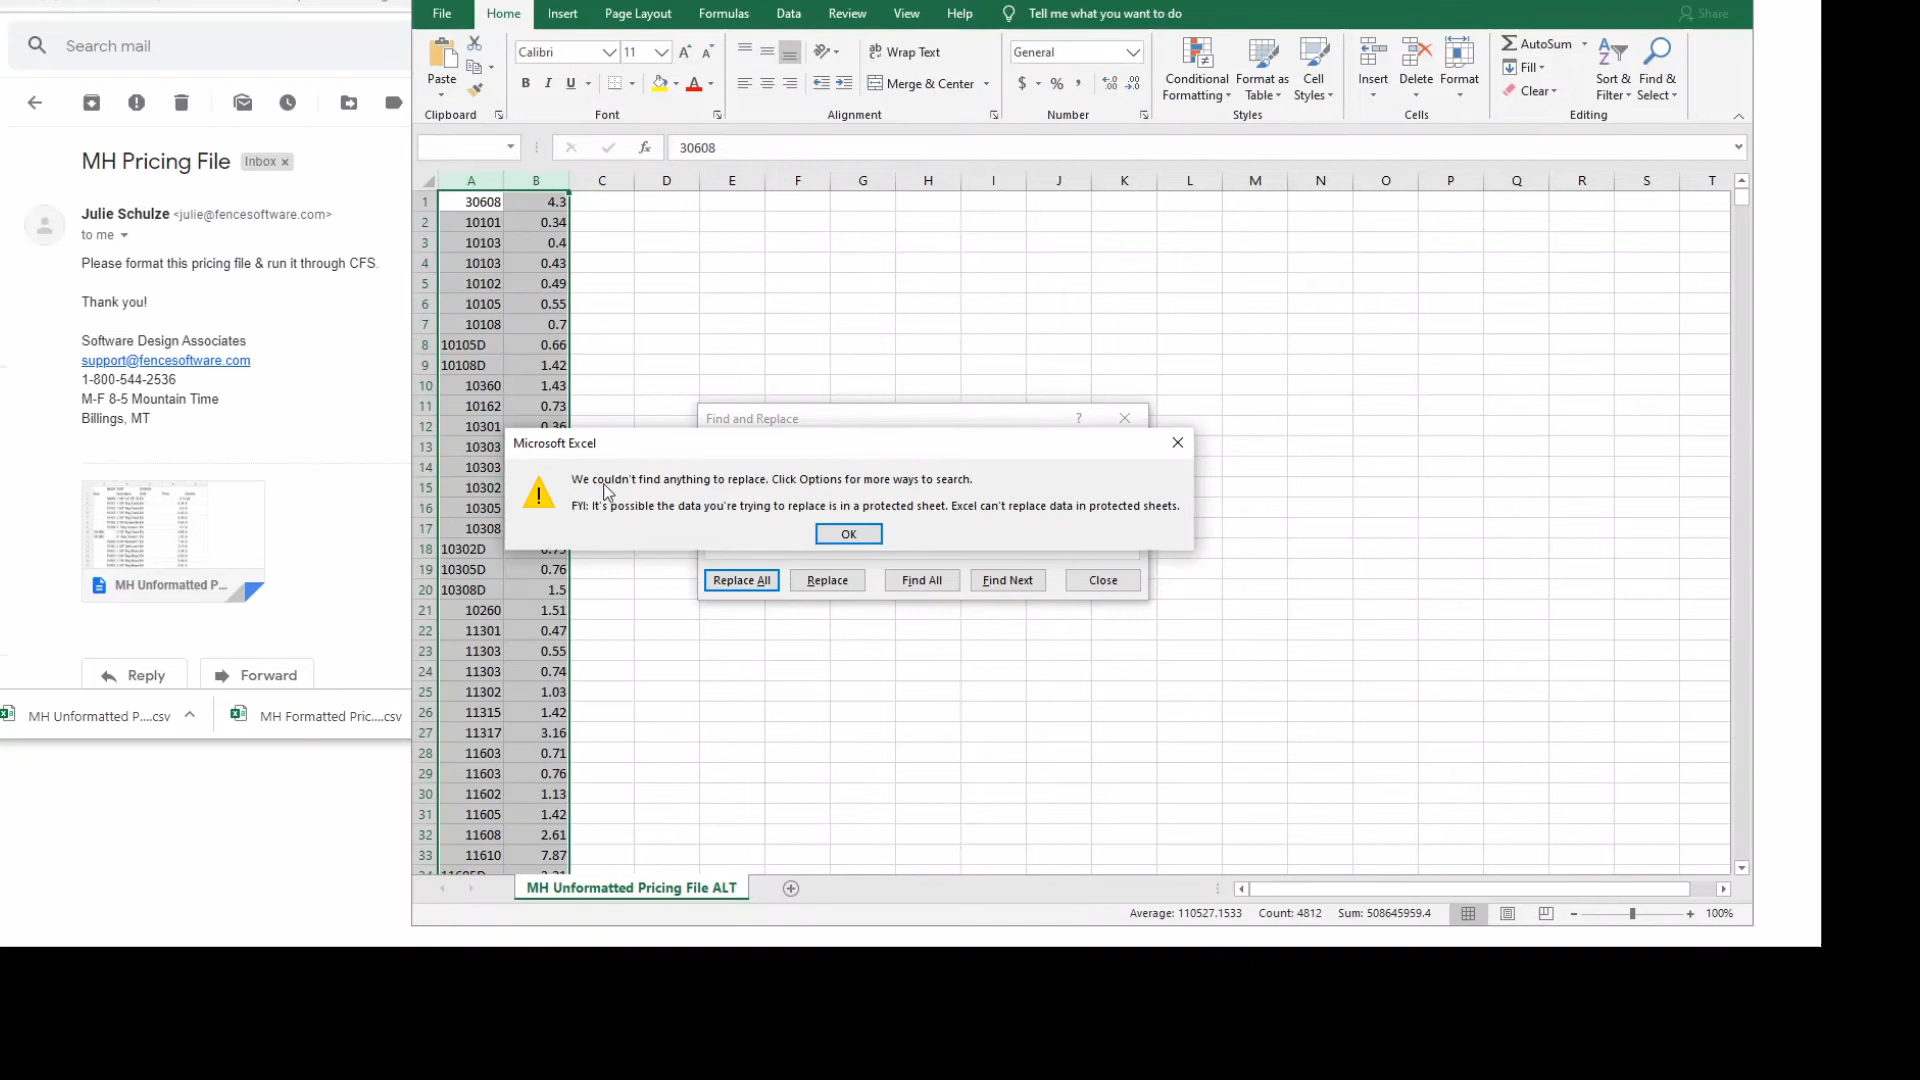 File Home Insert Page Layout Formulas Data Review View Help Tell me what you want to do Share
Search mail
Calibri 11 Wrap Text General
Paste
B I U Merge & Center $ % ,
Conditional Formatting Format as Table Cell Styles Insert Delete Format
AutoSum
Fill
Clear
Sort & Filter Find & Select
Clipboard Font Alignment Number Styles Cells Editing
fx 30608
MH Pricing File Inbox x
Julie Schulze <julie@fencesoftware.com>
to me
Please format this pricing file & run it through CFS.
Thank you!
Software Design Associates
support@fencesoftware.com
1-800-544-2536
M-F 8-5 Mountain Time
Billings, MT
MH Unformatted P...
Reply Forward
MH Unformatted P....csv MH Formatted Pric....csv
A B C D E F G H I J K L M N O P Q R S T
1 30608 4.3
2 10101 0.34
3 10103 0.4
4 10103 0.43
5 10102 0.49
6 10105 0.55
7 10108 0.7
8 10105D 0.66
9 10108D 1.42
10 10360 1.43
11 10162 0.73
12 10301 0.36
13 10303
14 10303
15 10302
16 10305
17 10308
18 10302D 0.75
19 10305D 0.76
20 10308D 1.5
21 10260 1.51
22 11301 0.47
23 11303 0.55
24 11303 0.74
25 11302 1.03
26 11315 1.42
27 11317 3.16
28 11603 0.71
29 11603 0.76
30 11602 1.13
31 11605 1.42
32 11608 2.61
33 11610 7.87
Find and Replace ?
Microsoft Excel
We couldn't find anything to replace. Click Options for more ways to search.
FYI: It's possible the data you're trying to replace is in a protected sheet. Excel can't replace data in protected sheets.
OK
Replace All Replace Find All Find Next Close
MH Unformatted Pricing File ALT
Average: 110527.1533 Count: 4812 Sum: 508645959.4 100%